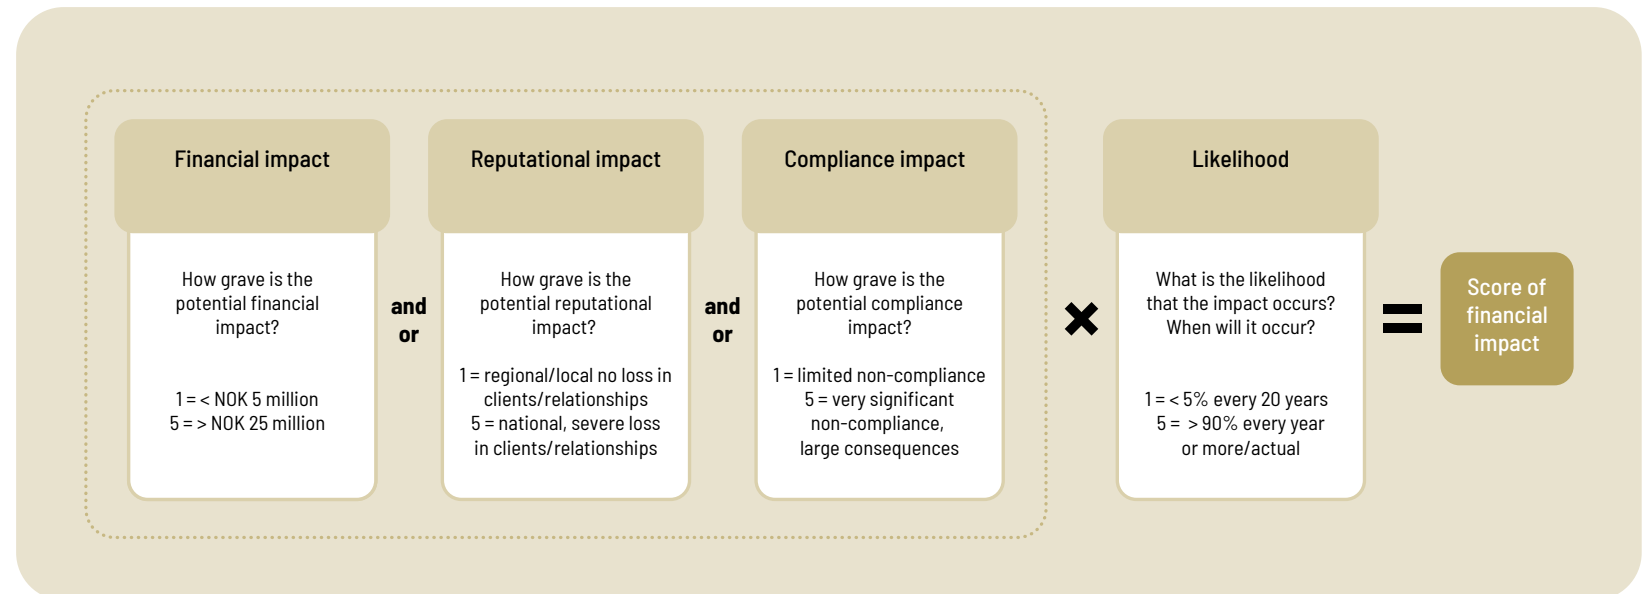 Financial impact
How grave is the
potential financial
impact?
1 = < NOK 5 million
5 = > NOK 25 million
and
or
Reputational impact
How grave is the
potential reputational
impact?
1 = regional/local no loss in
clients/relationships
5 = national, severe loss
in clients/relationships
and
or
Compliance impact
How grave is the
potential compliance
impact?
1 = limited non-compliance
5 = very significant
non-compliance,
large consequences
Likelihood
What is the likelihood
that the impact occurs?
When will it occur?
1 = < 5% every 20 years
5 = > 90% every year
or more/actual
Score of
financial
impact